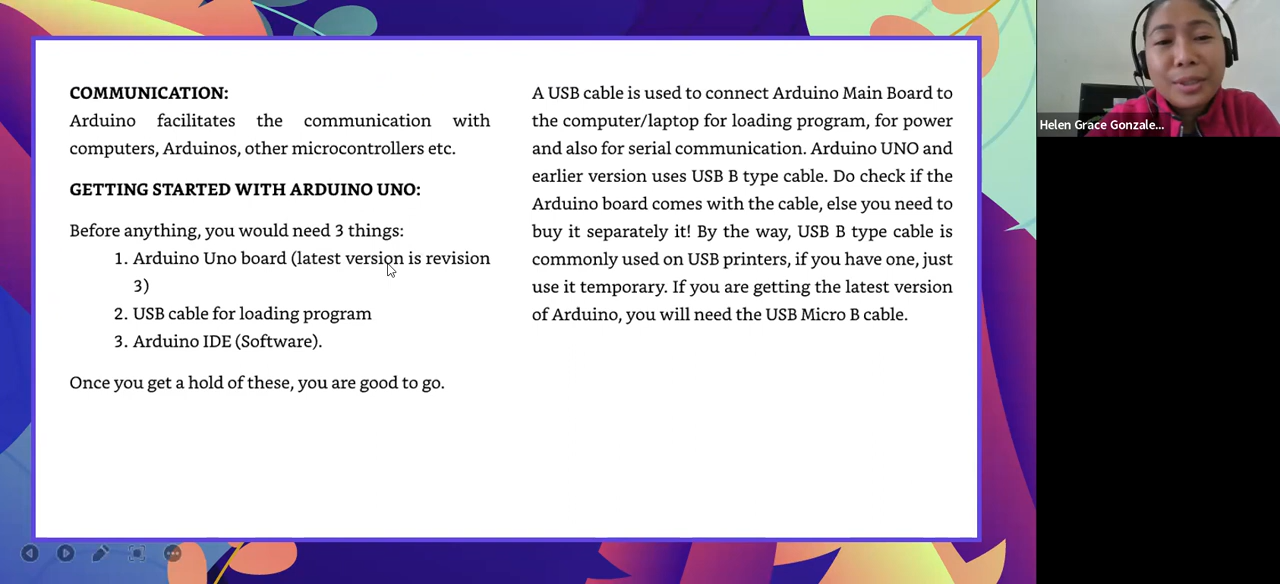 COMMUNICATION:
Arduino facilitates the communication with
computers, Arduinos, other microcontrollers etc.
GETTING STARTED WITH ARDUINO UNO:
Before anything, you would need 3 things:
1. Arduino Uno board (latest version is revision
3)
2. USB cable for loading program
3. Arduino IDE (Software).
Once you get a hold of these, you are good to go.
A USB cable is used to connect Arduino Main Board to
the computer/laptop for loading program, for power
and also for serial communication. Arduino UNO and
earlier version uses USB B type cable. Do check if the
Arduino board comes with the cable, else you need to
buy it separately it! By the way, USB B type cable is
commonly used on USB printers, if you have one, just
use it temporary. If you are getting the latest version
of Arduino, you will need the USB Micro B cable.
Helen Grace Gonzale...